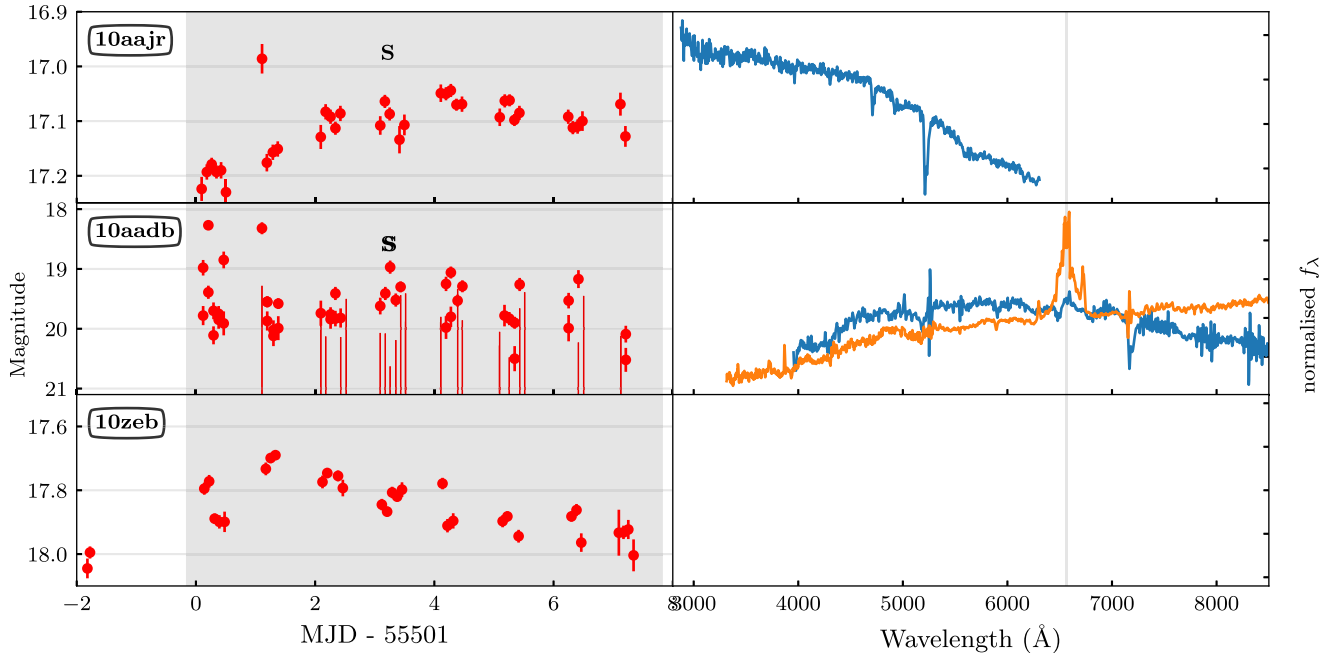 16.9
10aajr
S
17.0
17.1
17.2
18
10aadb
S
S
19
20
21
10zeb
17.6
17.8
18.0
Magnitude
normalised fλ
−2 0 2 4 6 8
3000 4000 5000 6000 7000 8000
MJD - 55501
Wavelength (Å)